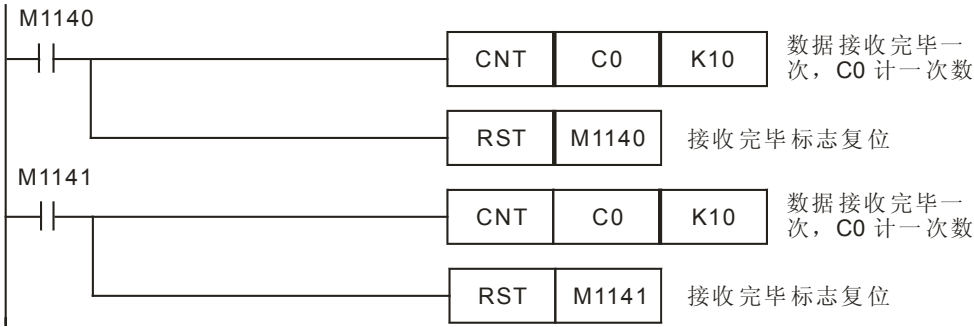 M1140
CNT C0 K10 数据接收完毕一
次，C0 计一次数
RST M1140 接收完毕标志复位
M1141
CNT C0 K10 数据接收完毕一
次，C0 计一次数
RST M1141 接收完毕标志复位